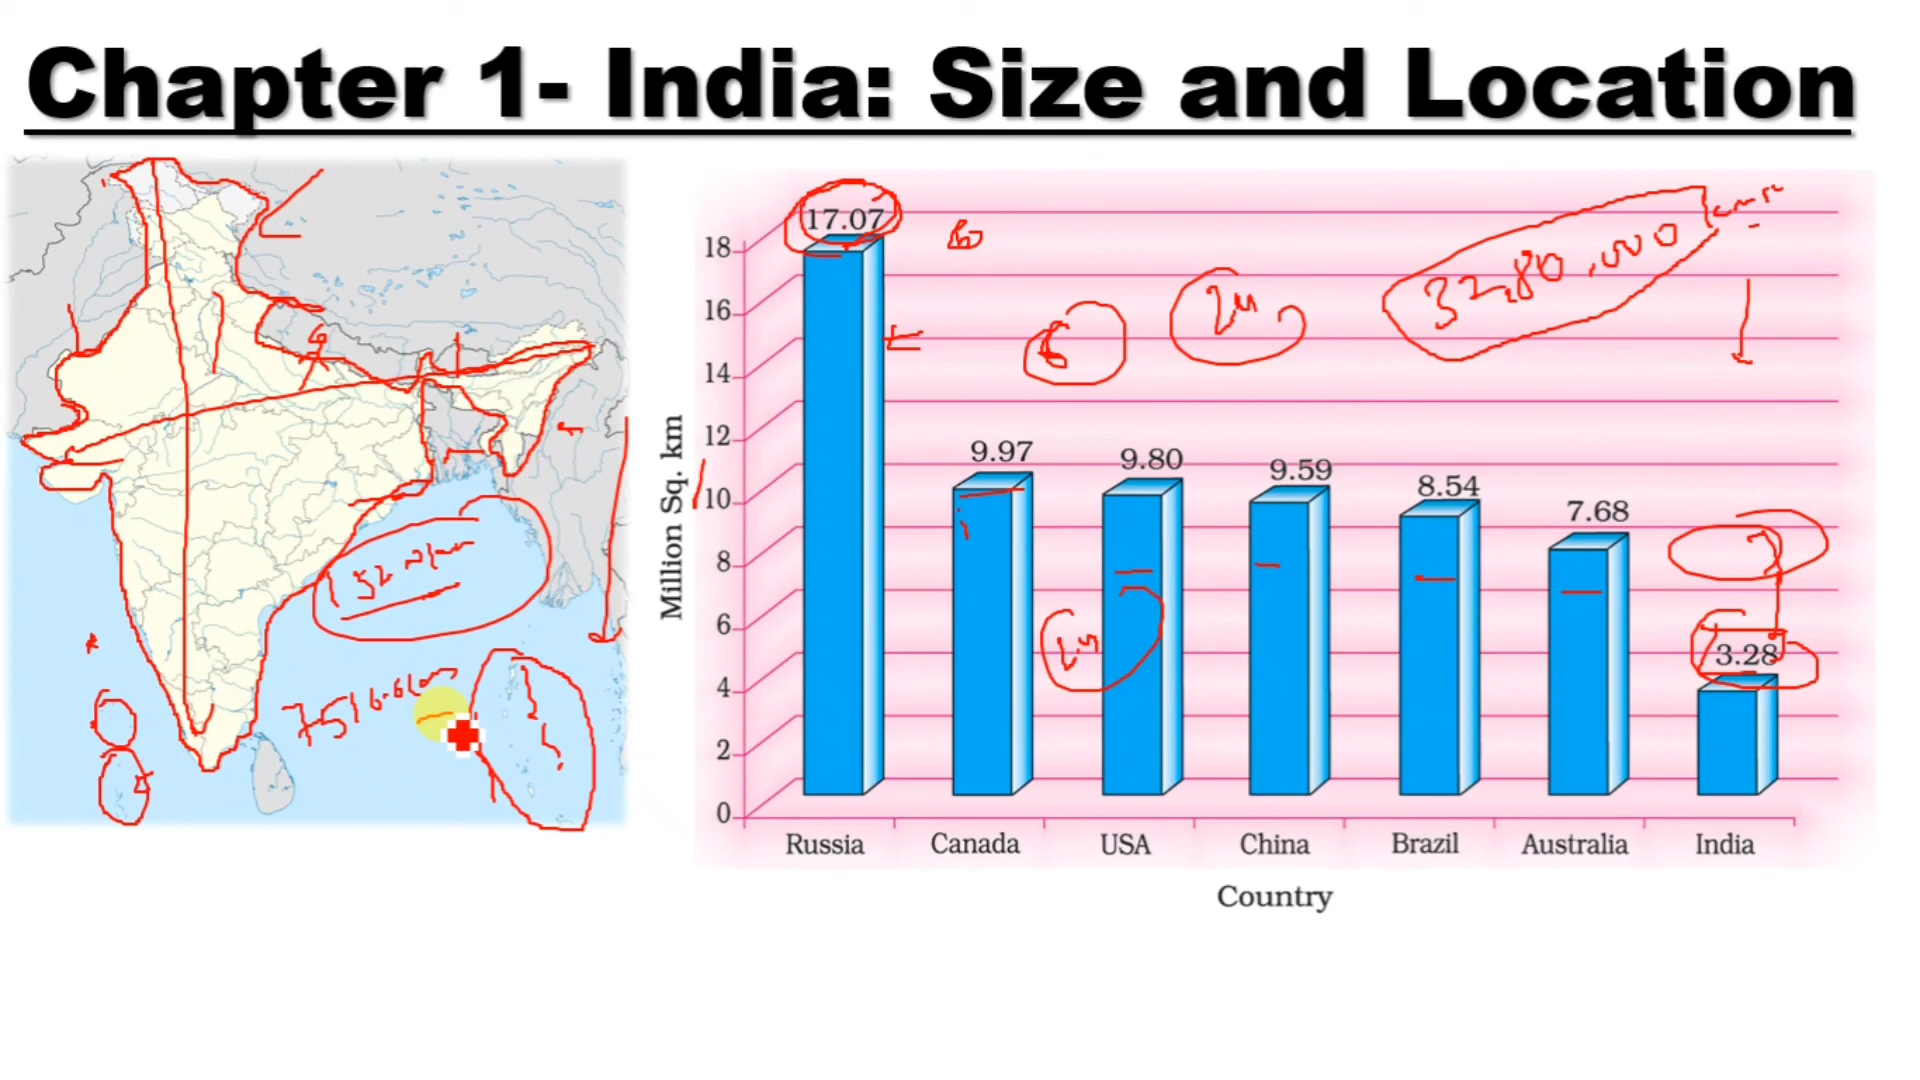 Chapter 1- India: Size and Location
17.07
32,80,000
18
16
14
12
10
8
6
4
2
0
Million Sq. km
9.97
9.80
9.59
8.54
7.68
3.28
7516.6km
Russia
Canada
USA
China
Brazil
Australia
India
Country